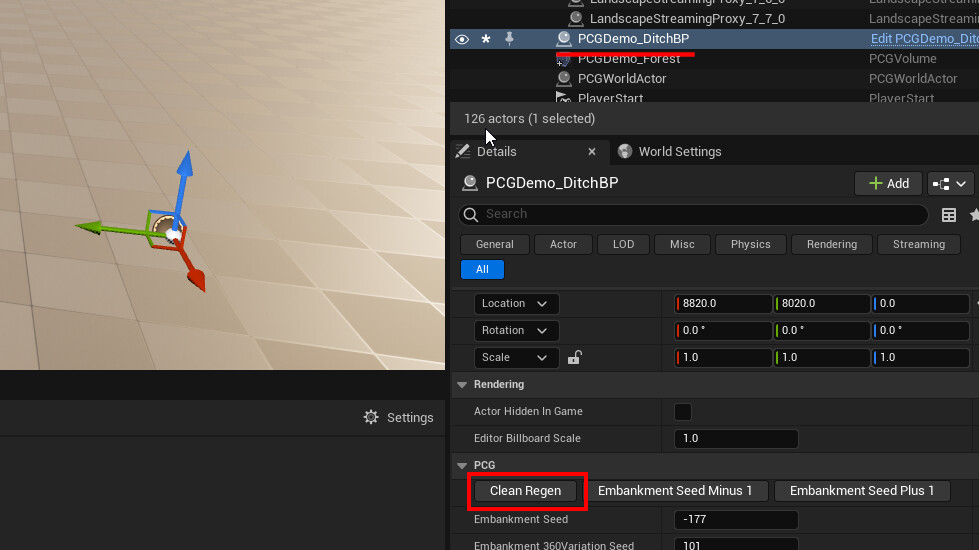 LandscapeStreamingProxy_7_6_0 LandscapeStreamin
LandscapeStreamingProxy_7_7_0 LandscapeStreamin
PCGDemo_DitchBP Edit PCGDemo_Ditc
PCGDemo_Forest PCGVolume
PCGWorldActor PCGWorldActor
PlayerStart PlayerStart
126 actors (1 selected)
Details World Settings
PCGDemo_DitchBP Add
Search
General Actor LOD Misc Physics Rendering Streaming
All
Location 8820.0 8020.0 0.0
Rotation 0.0 ° 0.0 ° 0.0 °
Scale 1.0 1.0 1.0
Rendering
Actor Hidden In Game
Settings
Editor Billboard Scale 1.0
PCG
Clean Regen Embankment Seed Minus 1 Embankment Seed Plus 1
Embankment Seed -177
Embankment 360Variation Seed 101